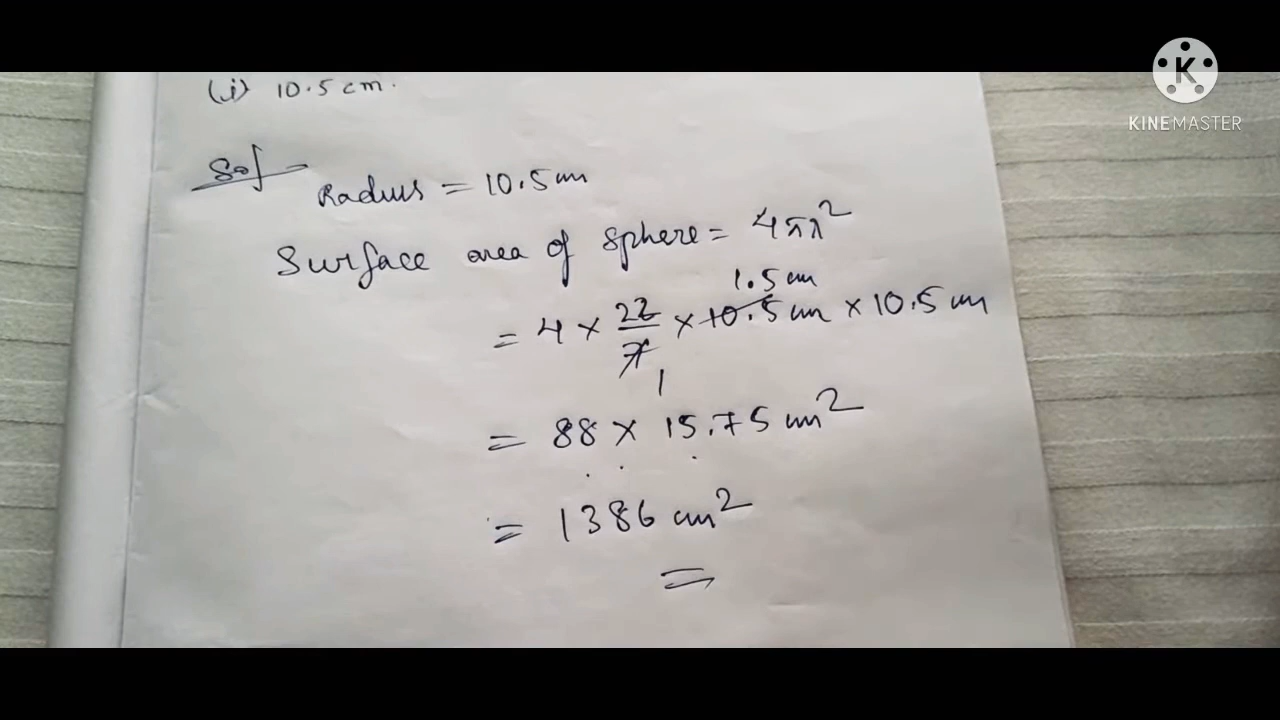 (i) 10.5 cm.
K
KINEMASTER
Sol
Radius = 10.5 cm
Surface area of sphere = 4πr²
1.5 cm
= 4 × 22/7 × 10.5 cm × 10.5 cm
1
= 88 × 15.75 cm²
= 1386 cm²